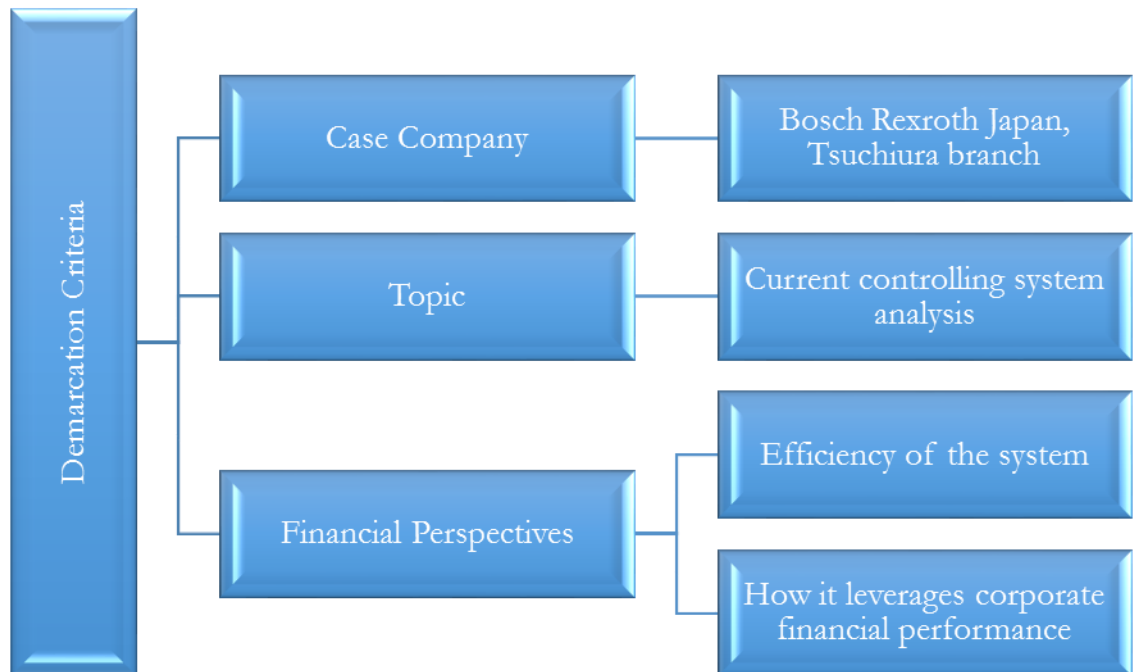 Demarcation Criteria
Case Company
Bosch Rexroth Japan,
Tsuchiura branch
Topic
Current controlling system
analysis
Financial Perspectives
Efficiency of the system
How it leverages corporate
financial performance